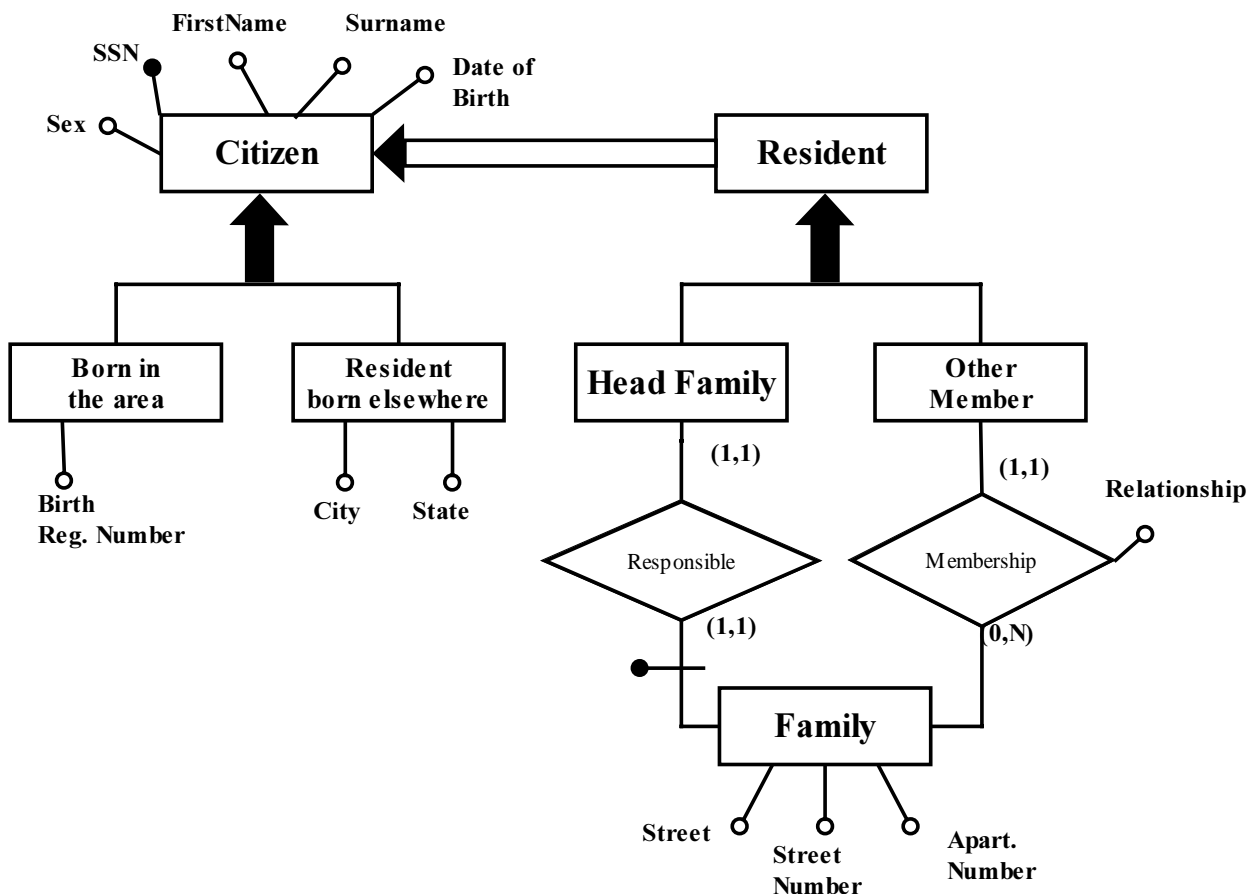 FirstName
Surname
SSN
Date of
Birth
Sex
Citizen
Resident
Born in
the area
Resident
born elsewhere
Head Family
Other
Member
(1,1)
(1,1)
Relationship
Birth
Reg. Number
City
State
Responsible
Membership
(1,1)
(0,N)
Family
Street
Street
Number
Apart.
Number